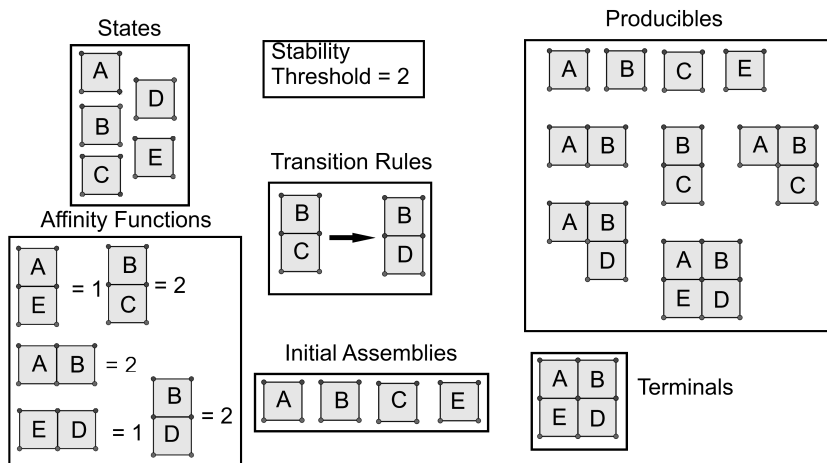 States
A
D
B
E
C
Stability
Threshold = 2
Transition Rules
B B
C D
Affinity Functions
A
E
= 1
B
C
= 2
A B = 2
E D = 1
B
D
= 2
Initial Assemblies
A B C E
Producibles
A B C E
A B
B
C
A B
C
A B
D
A B
E D
A B
E D
Terminals